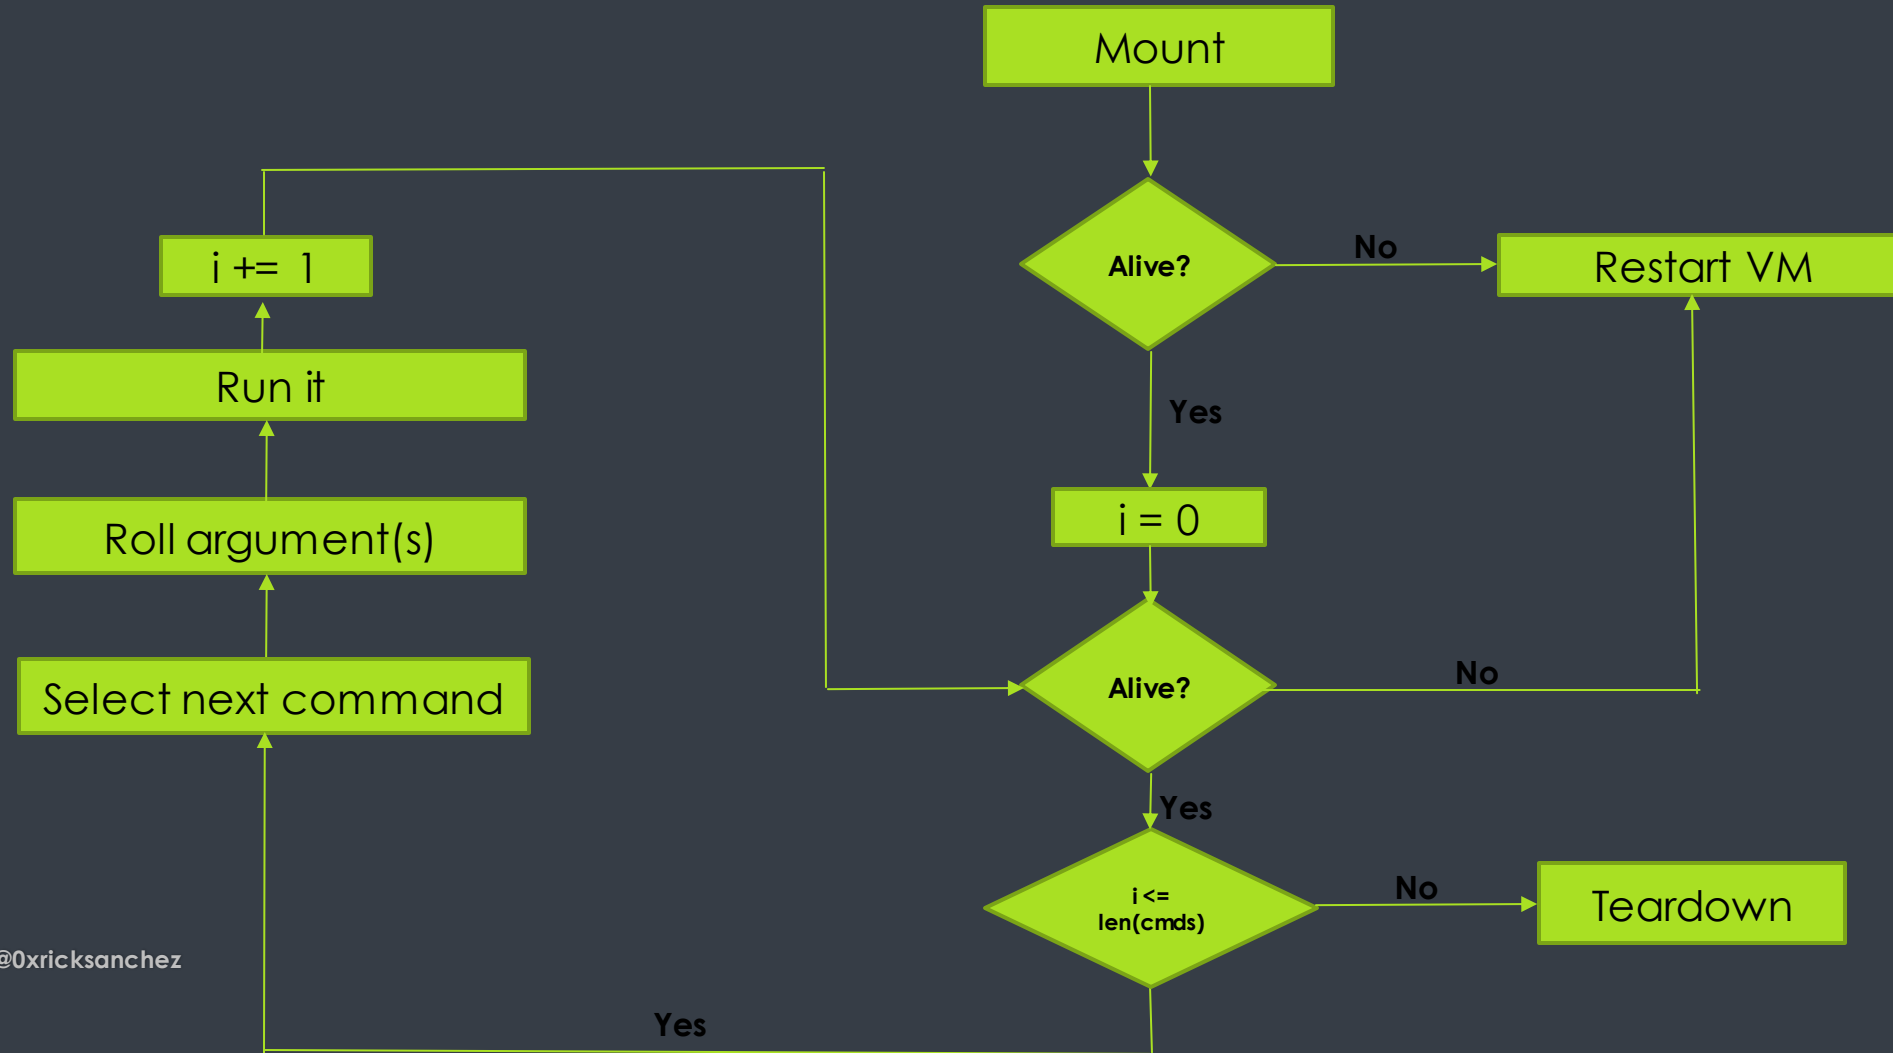 Mount
Alive?
No
Restart VM
i += 1
Run it
Yes
i = 0
Roll argument(s)
Select next command
Alive?
No
Yes
i <=
len(cmds)
No
Teardown
@0xricksanchez
Yes